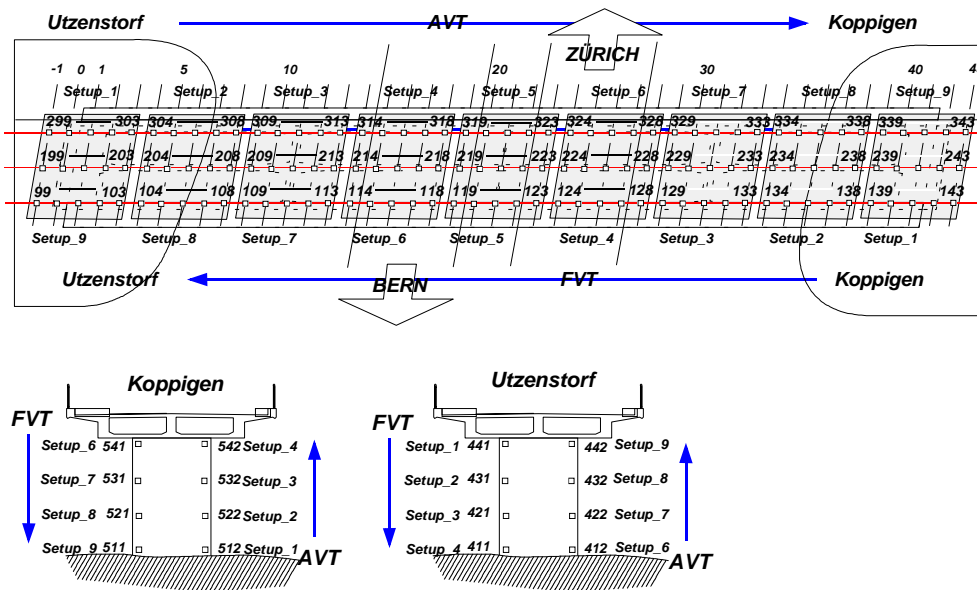 Utzenstorf AVT Koppigen
ZÜRICH
-1 0 1 5 10 20 30 40
Setup_1 Setup_2 Setup_3 Setup_4 Setup_5 Setup_6 Setup_7 Setup_8 Setup_9
299 303 304 308 309 313 314 318 319 323 324 328 329 333 334 338 339 343
199 203 204 208 209 213 214 218 219 223 224 228 229 233 234 238 239 243
99 103 104 108 109 113 114 118 119 123 124 128 129 133 134 138 139 143
Setup_9 Setup_8 Setup_7 Setup_6 Setup_5 Setup_4 Setup_3 Setup_2 Setup_1
Utzenstorf BERN FVT Koppigen
Koppigen
FVT
Setup_6 541 542 Setup_4
Setup_7 531 532 Setup_3
Setup_8 521 522 Setup_2
Setup_9 511 512 Setup_1
AVT
Utzenstorf
FVT
Setup_1 441 442 Setup_9
Setup_2 431 432 Setup_8
Setup_3 421 422 Setup_7
Setup_4 411 412 Setup_6
AVT